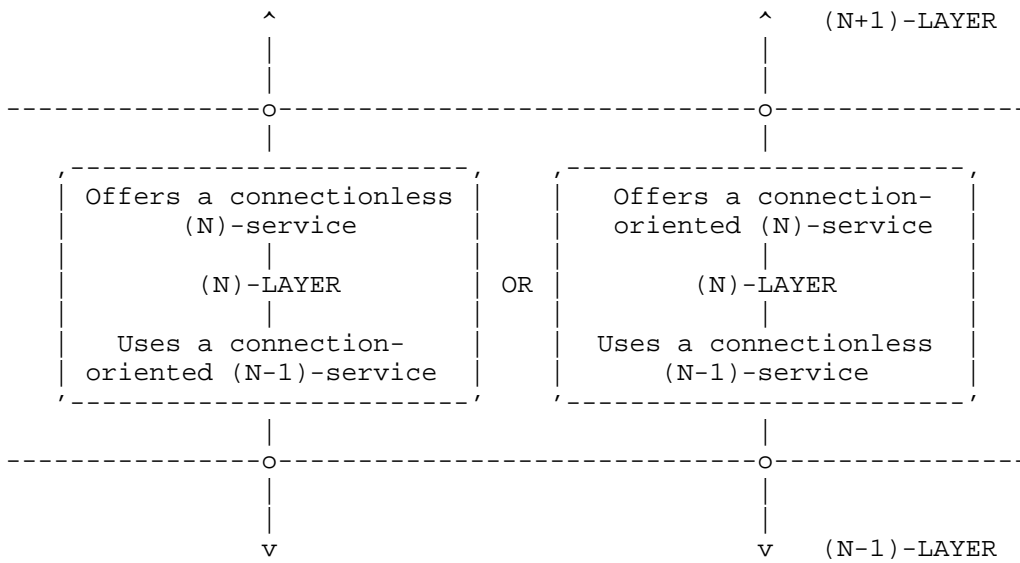 ^ ^ (N+1)-LAYER
Offers a connectionless Offers a connection-
(N)-service oriented (N)-service
(N)-LAYER OR (N)-LAYER
Uses a connection- Uses a connectionless
oriented (N-1)-service (N-1)-service
v v (N-1)-LAYER